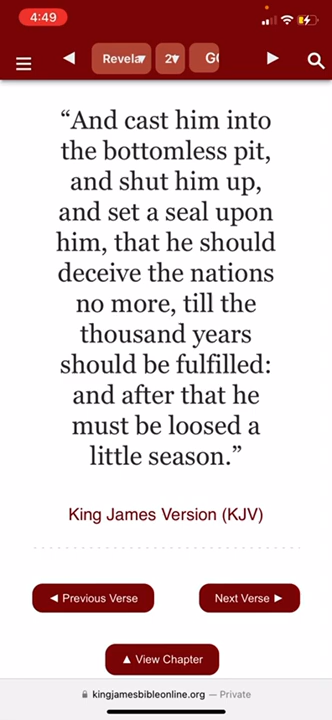 4:49
Revela 2 GO
“And cast him into
the bottomless pit,
and shut him up,
and set a seal upon
him, that he should
deceive the nations
no more, till the
thousand years
should be fulfilled:
and after that he
must be loosed a
little season.”
King James Version (KJV)
◄ Previous Verse Next Verse ►
▲ View Chapter
kingjamesbibleonline.org — Private